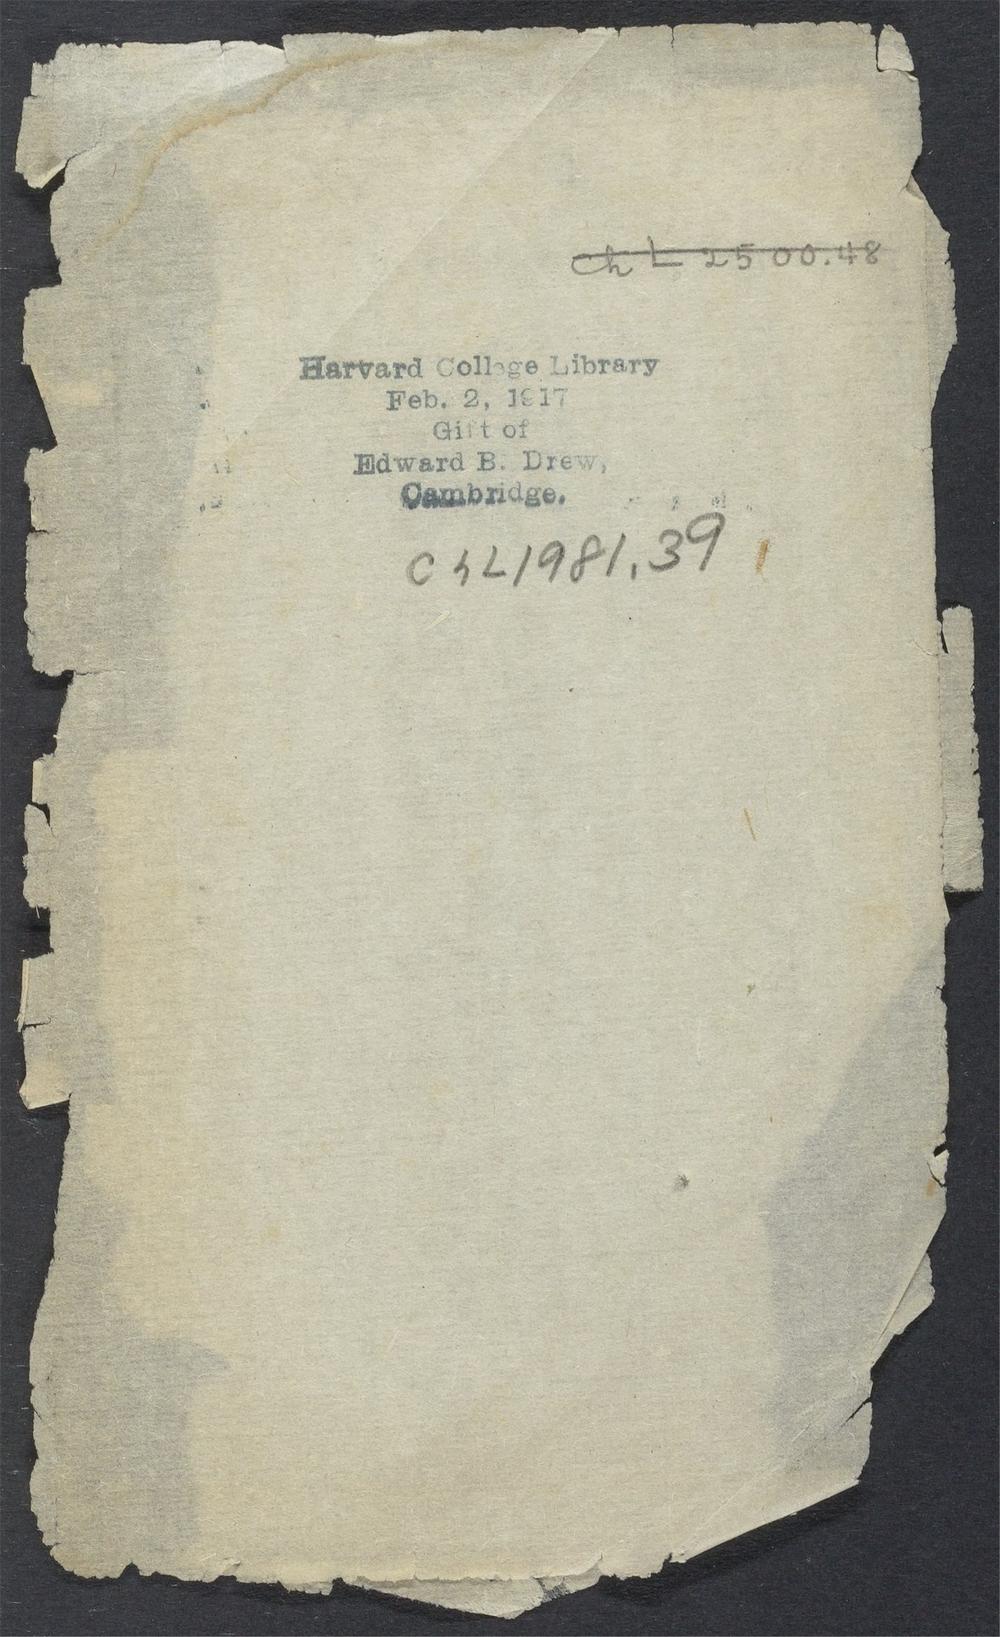 Ch L 2500.48
Harvard College Library
Feb. 2, 1917
Gift of
Edward B. Drew,
Cambridge.
ChL1981.39